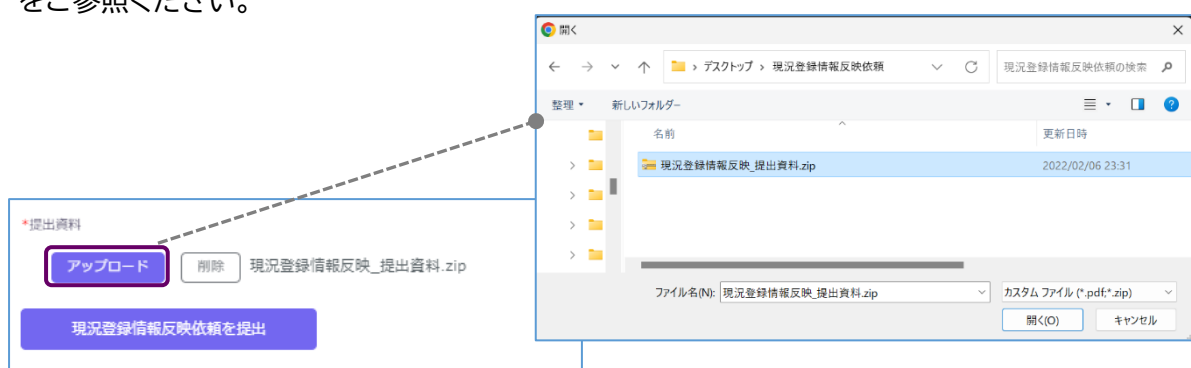 をご参照ください。
開く
デスクトップ › 現況登録情報反映依頼
現況登録情報反映依頼の検索
整理
新しいフォルダー
名前
更新日時
現況登録情報反映_提出資料.zip
2022/02/06 23:31
ファイル名(N):
現況登録情報反映_提出資料.zip
カスタム ファイル (*.pdf;*.zip)
開く(O)
キャンセル
*提出資料
アップロード
削除
現況登録情報反映_提出資料.zip
現況登録情報反映依頼を提出